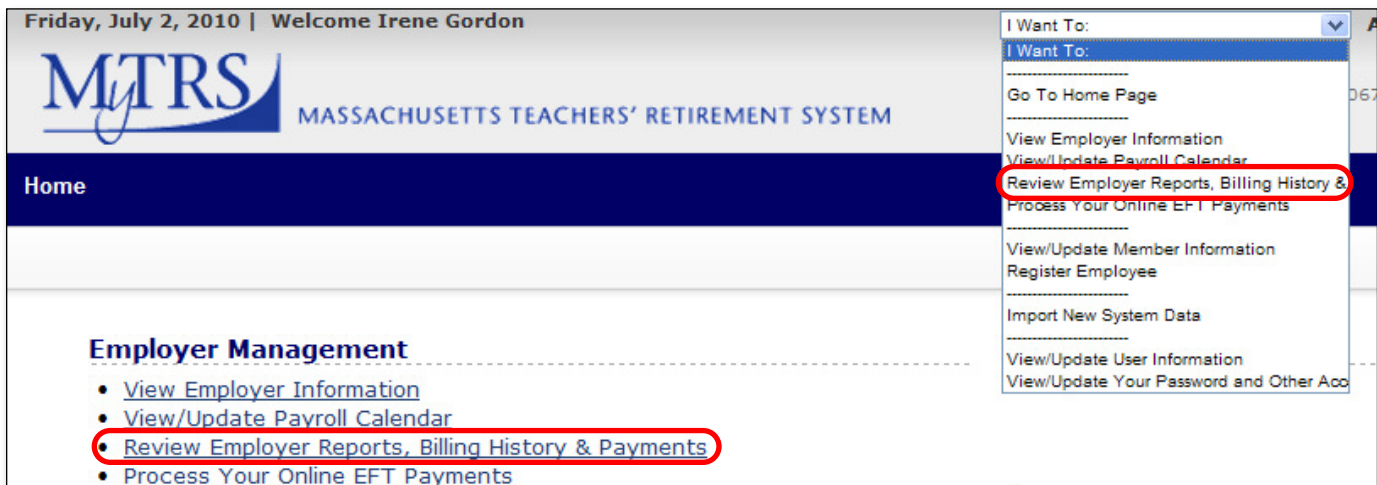 Friday, July 2, 2010 | Welcome Irene Gordon
MyTRS
MASSACHUSETTS TEACHERS' RETIREMENT SYSTEM
I Want To:
A
I Want To:
------------------------
Go To Home Page
067
------------------------
View Employer Information
View/Update Payroll Calendar
Review Employer Reports, Billing History &
Process Your Online EFT Payments
------------------------
View/Update Member Information
Register Employee
------------------------
Import New System Data
------------------------
View/Update User Information
View/Update Your Password and Other Acc
Home
Employer Management
• View Employer Information
• View/Update Payroll Calendar
• Review Employer Reports, Billing History & Payments
• Process Your Online EFT Payments